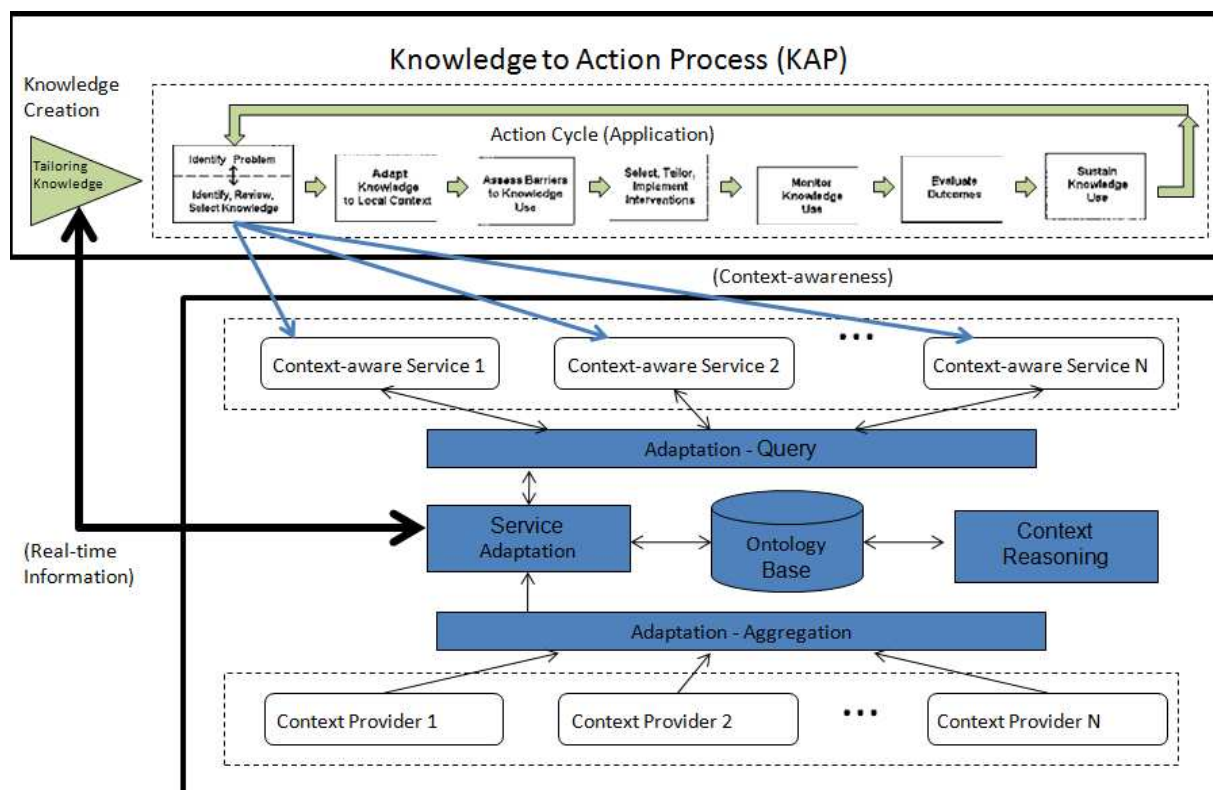 Knowledge to Action Process (KAP)
Knowledge
Creation
Tailoring
Knowledge
Action Cycle (Application)
Identify Problem
Identify, Review,
Select Knowledge
Adapt
Knowledge
to Local Context
Assess Barriers
to Knowledge
Use
Select, Tailor,
Implement
Interventions
Monitor
Knowledge
Use
Evaluate
Outcomes
Sustain
Knowledge
Use
(Context-awareness)
Context-aware Service 1
Context-aware Service 2
...
Context-aware Service N
Adaptation - Query
Service
Adaptation
Ontology
Base
Context
Reasoning
(Real-time
Information)
Adaptation - Aggregation
Context Provider 1
Context Provider 2
...
Context Provider N